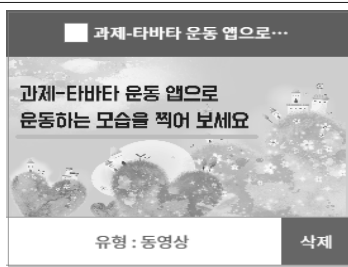 과제-타바타 운동 앱으로…
과제-타바타 운동 앱으로
운동하는 모습을 찍어 보세요
유형 : 동영상
삭제